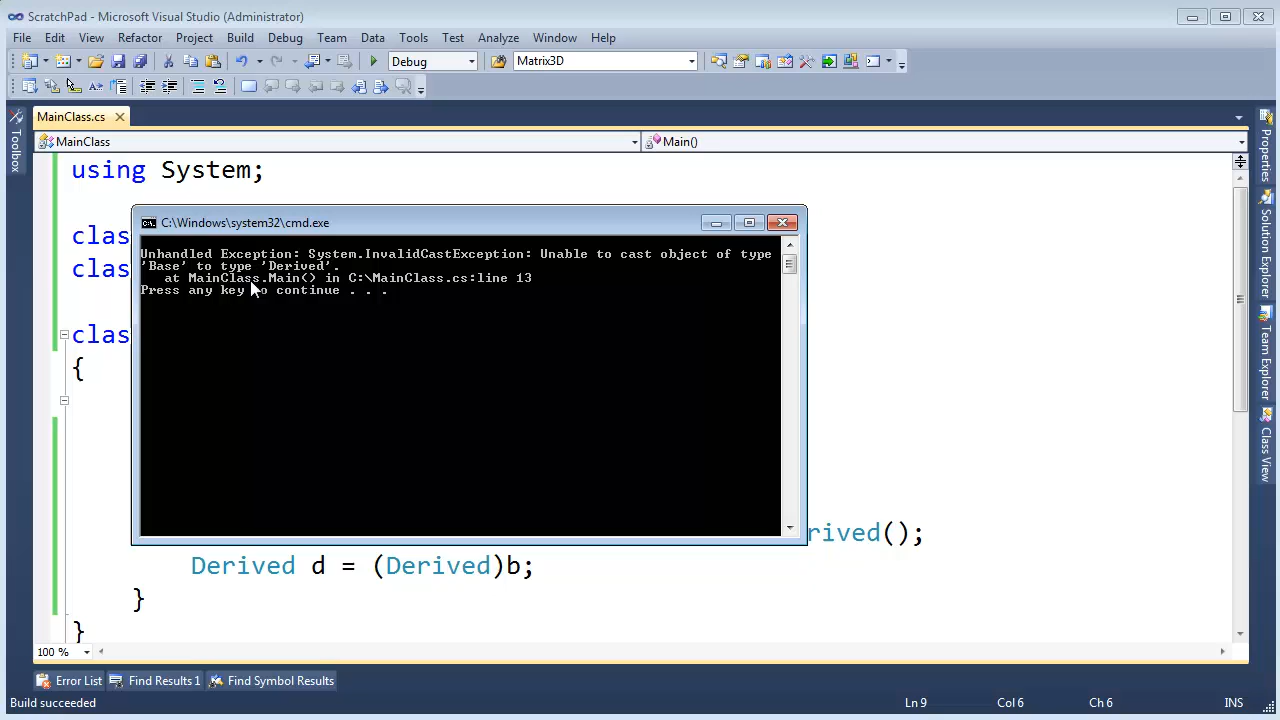 ScratchPad - Microsoft Visual Studio (Administrator)
File Edit View Refactor Project Build Debug Team Data Tools Test Analyze Window Help
Debug Matrix3D
MainClass.cs
MainClass Main()
Toolbox
Properties
Solution Explorer
Team Explorer
Class View
using System;
clas
clas
clas
{
C:\Windows\system32\cmd.exe
Unhandled Exception: System.InvalidCastException: Unable to cast object of type
'Base' to type 'Derived'.
at MainClass.Main() in C:\MainClass.cs:line 13
Press any key to continue . . .
rived();
Derived d = (Derived)b;
}
}
100 %
Error List Find Results 1 Find Symbol Results
Build succeeded Ln 9 Col 6 Ch 6 INS